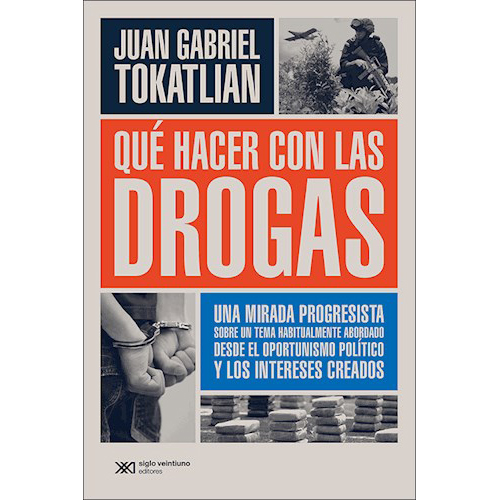 JUAN GABRIEL
TOKATLIAN
QUÉ HACER CON LAS
DROGAS
UNA MIRADA PROGRESISTA
SOBRE UN TEMA HABITUALMENTE ABORDADO
DESDE EL OPORTUNISMO POLÍTICO
Y LOS INTERESES CREADOS
siglo veintiuno
editores